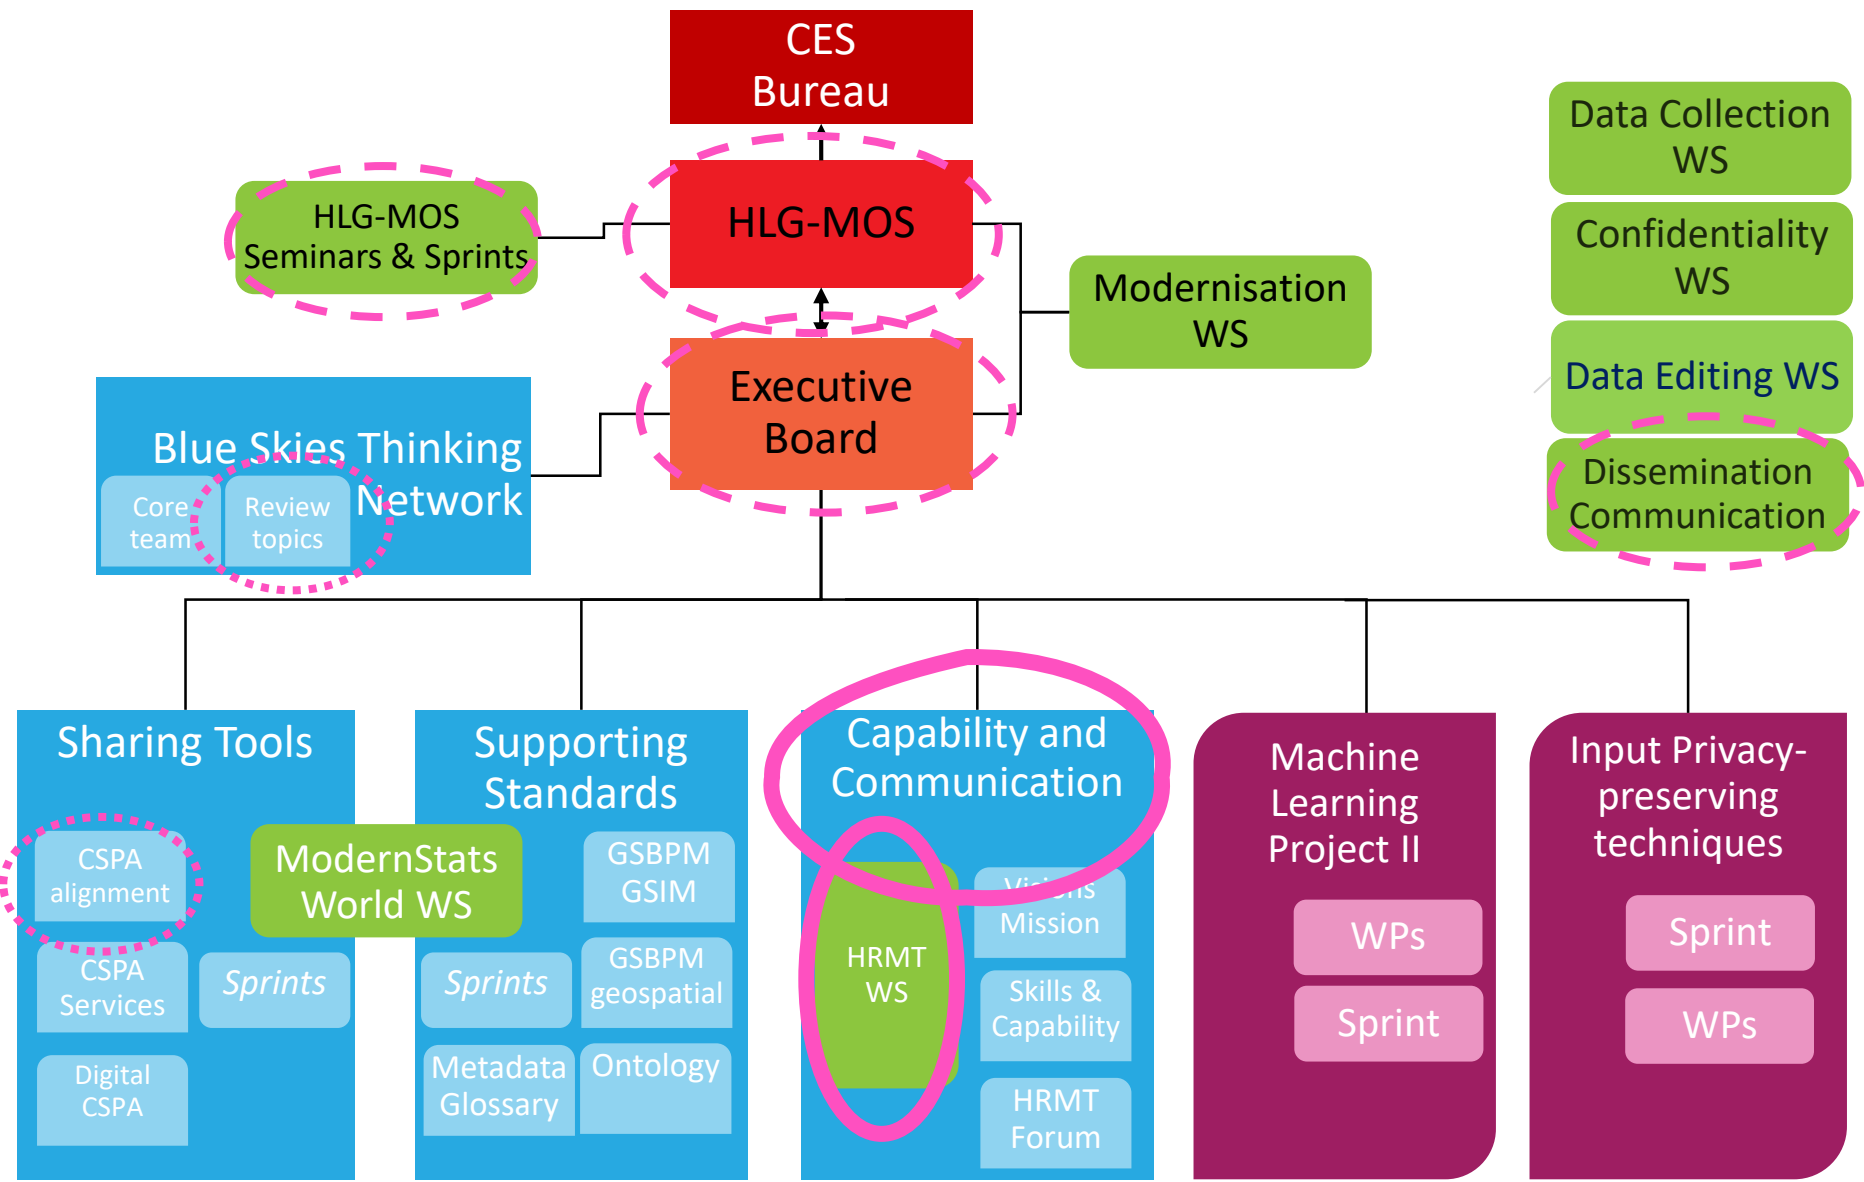 CES
Bureau
HLG-MOS
Seminars & Sprints
HLG-MOS
Modernisation
WS
Executive
Board
Data Collection
WS
Confidentiality
WS
Data Editing WS
Dissemination
Communication
Blue Skies Thinking
Network
Core
team
Review
topics
Sharing Tools
CSPA
alignment
CSPA
Services
Sprints
Digital
CSPA
ModernStats
World WS
Supporting
Standards
GSBPM
GSIM
Sprints
GSBPM
geospatial
Metadata
Glossary
Ontology
Capability and
Communication
HRMT
WS
Visions
Mission
Skills &
Capability
HRMT
Forum
Machine
Learning
Project II
WPs
Sprint
Input Privacy-
preserving
techniques
Sprint
WPs